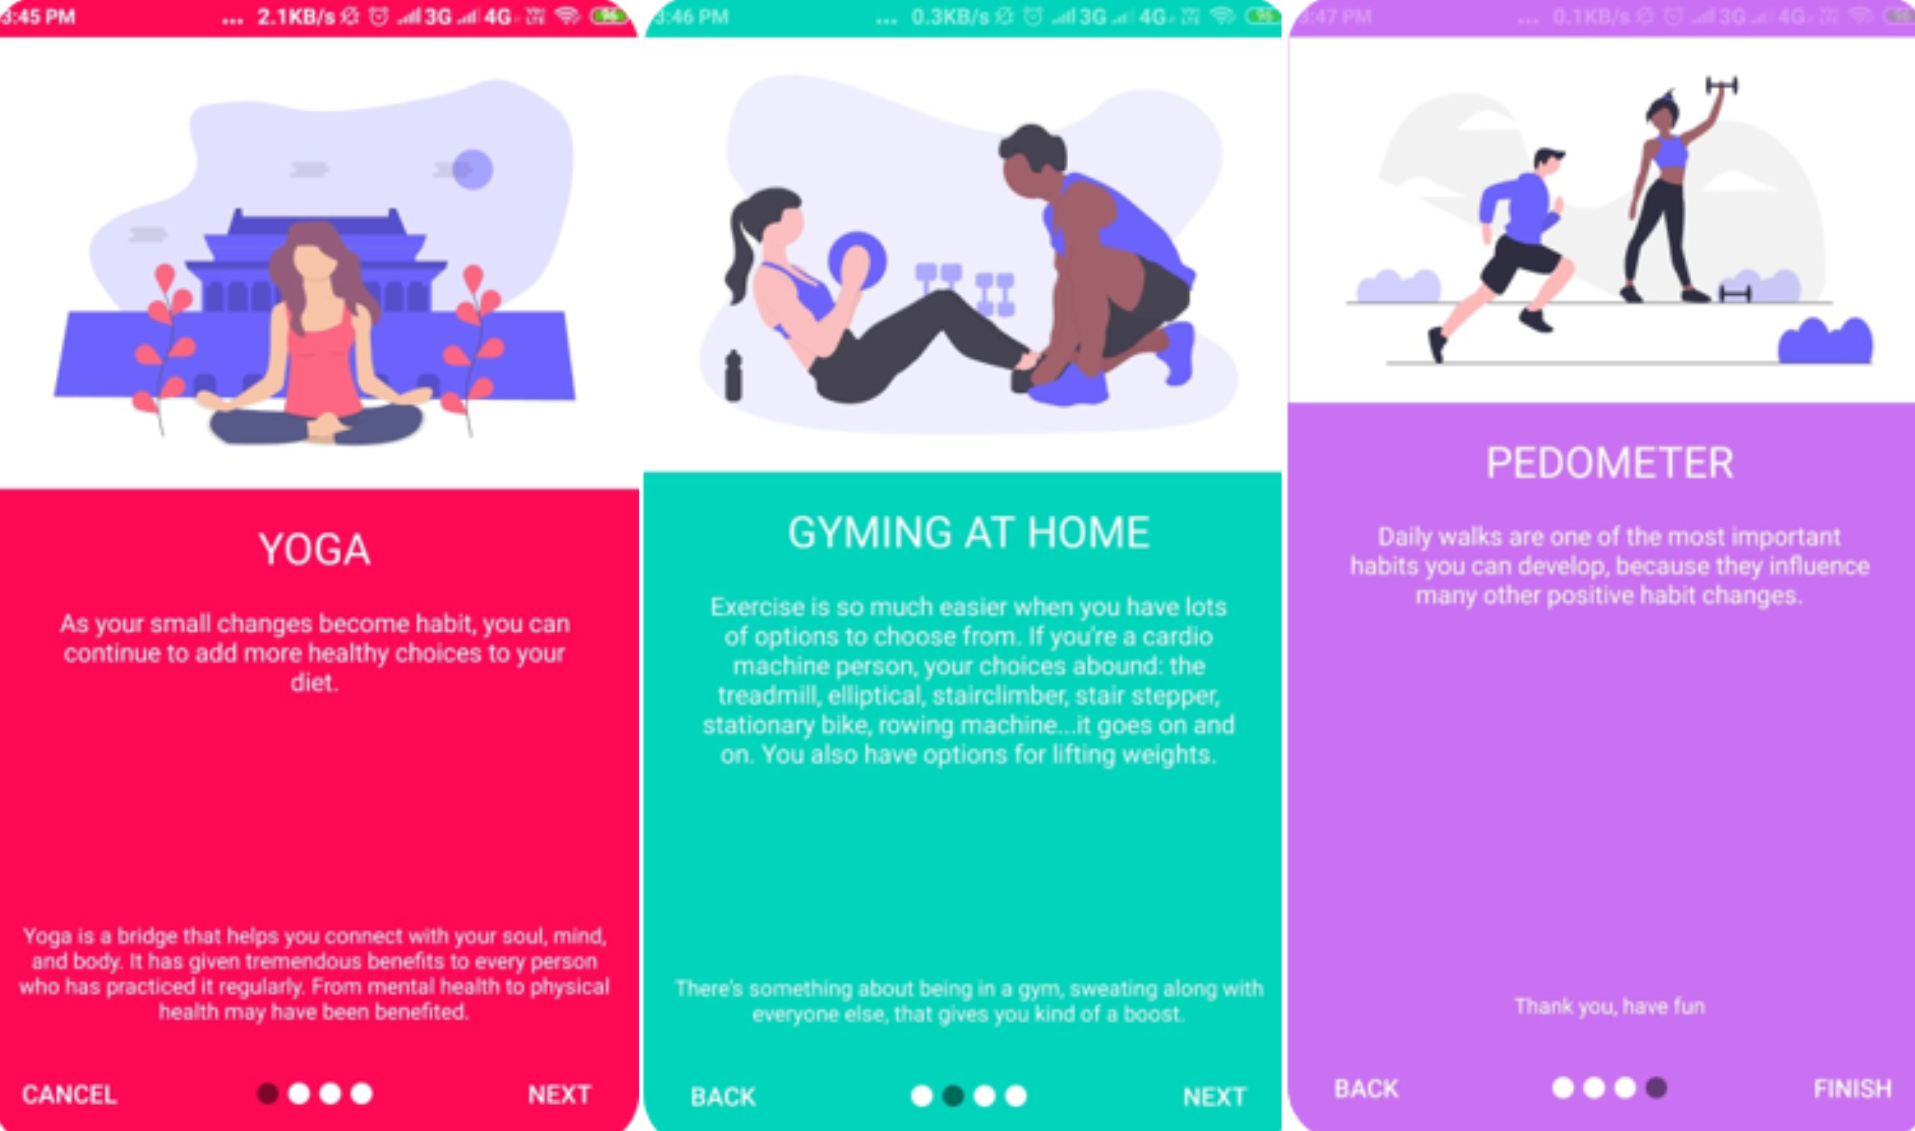 3:45 PM ... 2.1KB/s 3G 4G 96
YOGA
As your small changes become habit, you can
continue to add more healthy choices to your
diet.
Yoga is a bridge that helps you connect with your soul, mind,
and body. It has given tremendous benefits to every person
who has practiced it regularly. From mental health to physical
health may have been benefited.
CANCEL NEXT
3:46 PM ... 0.3KB/s 3G 4G 96
GYMING AT HOME
Exercise is so much easier when you have lots
of options to choose from. If you're a cardio
machine person, your choices abound: the
treadmill, elliptical, stairclimber, stair stepper,
stationary bike, rowing machine...it goes on and
on. You also have options for lifting weights.
There's something about being in a gym, sweating along with
everyone else, that gives you kind of a boost.
BACK NEXT
3:47 PM ... 0.1KB/s 3G 4G
PEDOMETER
Daily walks are one of the most important
habits you can develop, because they influence
many other positive habit changes.
Thank you, have fun
BACK FINISH